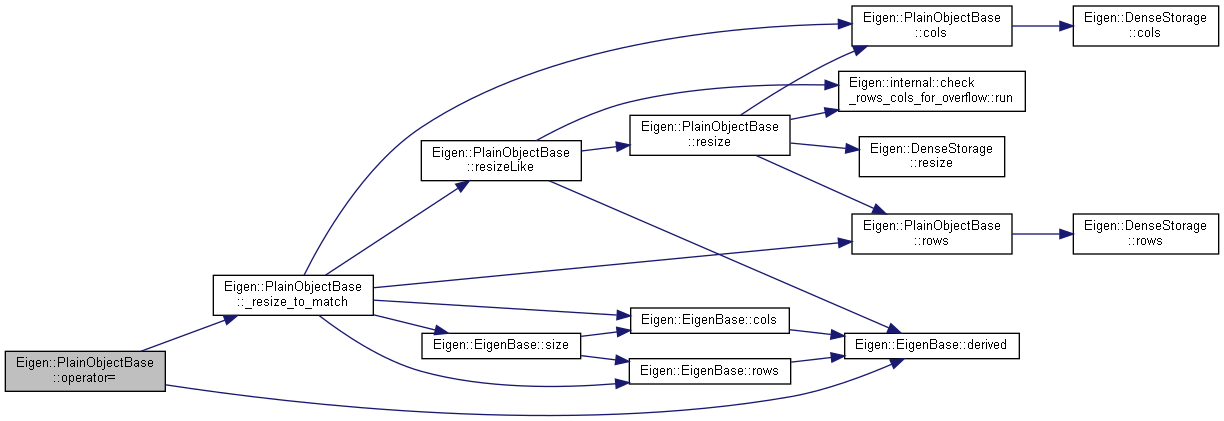 Eigen::PlainObjectBase
::cols
Eigen::DenseStorage
::cols
Eigen::internal::check
_rows_cols_for_overflow::run
Eigen::PlainObjectBase
::resize
Eigen::PlainObjectBase
::resizeLike
Eigen::DenseStorage
::resize
Eigen::PlainObjectBase
::rows
Eigen::DenseStorage
::rows
Eigen::PlainObjectBase
::_resize_to_match
Eigen::EigenBase::cols
Eigen::EigenBase::size
Eigen::EigenBase::derived
Eigen::EigenBase::rows
Eigen::PlainObjectBase
::operator=